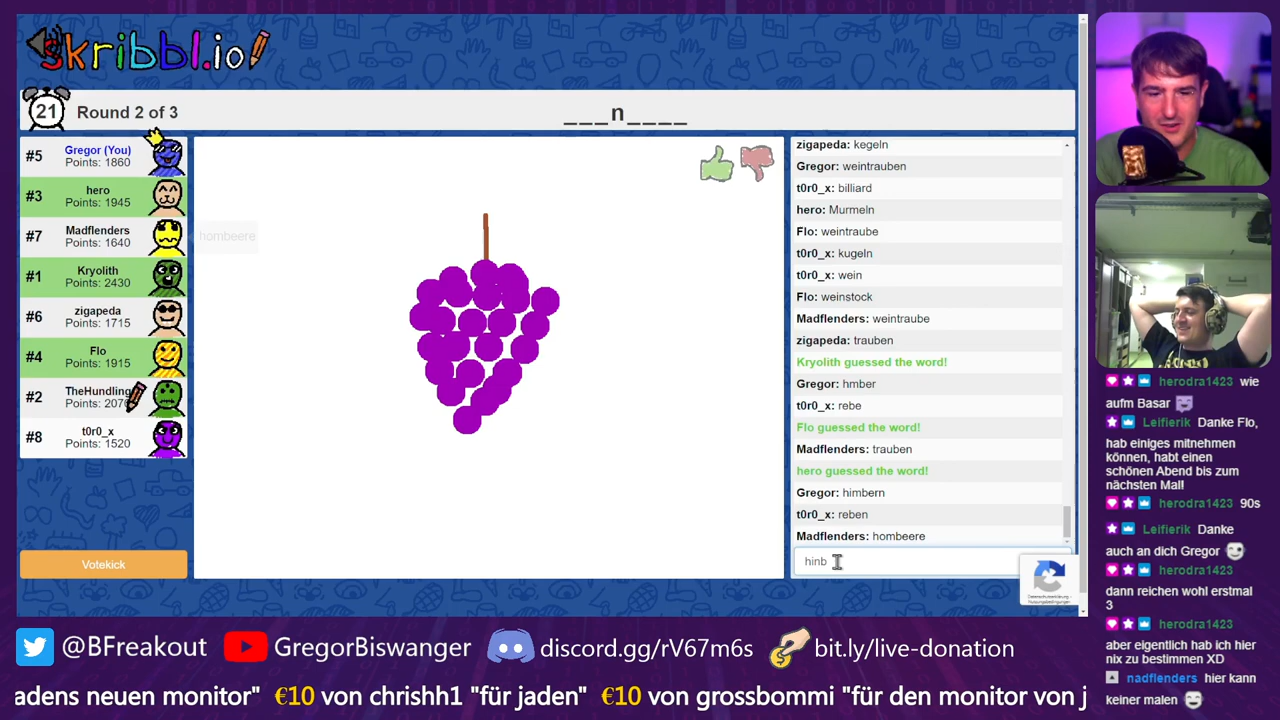 skribbl.io
21
Round 2 of 3
___n____
#5 Gregor (You)
Points: 1860
#3 hero
Points: 1945
#7 Madflenders
Points: 1640
hombeere
#1 Kryolith
Points: 2430
#6 zigapeda
Points: 1715
#4 Flo
Points: 1915
#2 TheHundling
Points: 2070
#8 t0r0_x
Points: 1520
Votekick
zigapeda: kegeln
Gregor: weintrauben
t0r0_x: billiard
hero: Murmeln
Flo: weintraube
t0r0_x: kugeln
t0r0_x: wein
Flo: weinstock
Madflenders: weintraube
zigapeda: trauben
Kryolith guessed the word!
Gregor: hmber
t0r0_x: rebe
Flo guessed the word!
Madflenders: trauben
hero guessed the word!
Gregor: himbern
t0r0_x: reben
Madflenders: hombeere
hinb
herodra1423 wie
aufm Basar
Leifierik Danke Flo,
hab einiges mitnehmen
können, habt einen
schönen Abend bis zum
nächsten Mal!
herodra1423 90s
Leifierik Danke
auch an dich Gregor
herodra1423
dann reichen wohl erstmal
3
herodra1423
aber eigentlich hab ich hier
nix zu bestimmen XD
nadflenders hier kann
keiner malen
@BFreakout
GregorBiswanger
discord.gg/rV67m6s
bit.ly/live-donation
adens neuen monitor" €10 von chrishh1 "für jaden" €10 von grossbommi "für den monitor von j